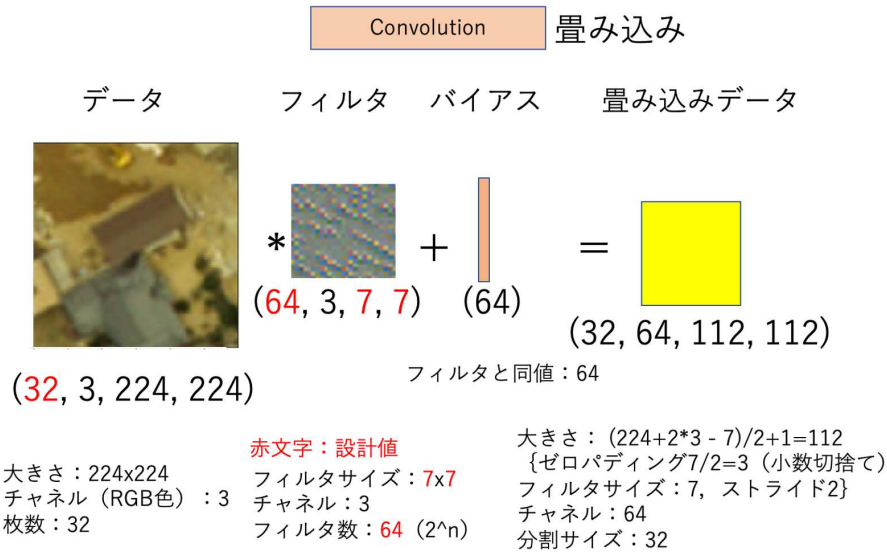 Convolution
畳み込み
データ
フィルタ
バイアス
畳み込みデータ
*
+
=
(64, 3, 7, 7)
(64)
(32, 64, 112, 112)
(32, 3, 224, 224)
フィルタと同値：64
大きさ：224x224
チャネル（RGB色）：3
枚数：32
赤文字：設計値
フィルタサイズ：7x7
チャネル：3
フィルタ数：64（2^n）
大きさ：(224+2*3 - 7)/2+1=112
{ゼロパディング7/2=3（小数切捨て）
フィルタサイズ：7，ストライド2}
チャネル：64
分割サイズ：32